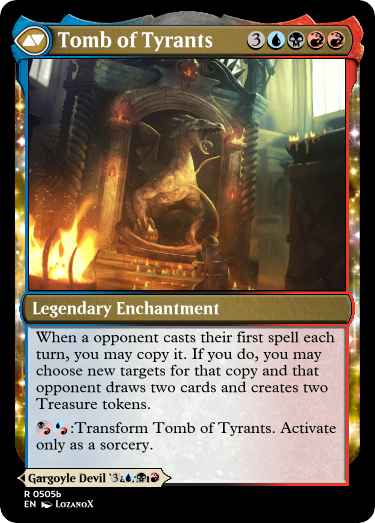 Tomb of Tyrants 3
Legendary Enchantment
When a opponent casts their first spell each
turn, you may copy it. If you do, you may
choose new targets for that copy and that
opponent draws two cards and creates two
Treasure tokens.
:Transform Tomb of Tyrants. Activate
only as a sorcery.
Gargoyle Devil
R 0505b
EN LozanoX